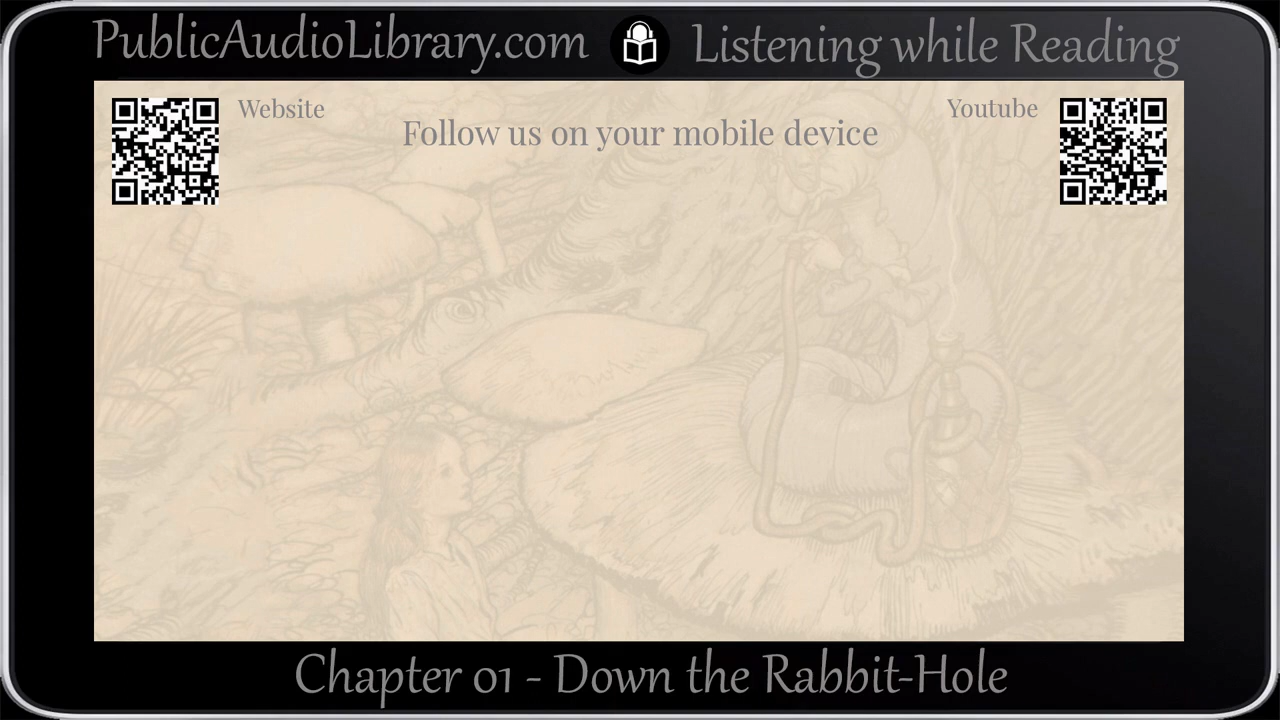 PublicAudioLibrary.com Listening while Reading
Website
Youtube
Follow us on your mobile device
Chapter 01 - Down the Rabbit-Hole